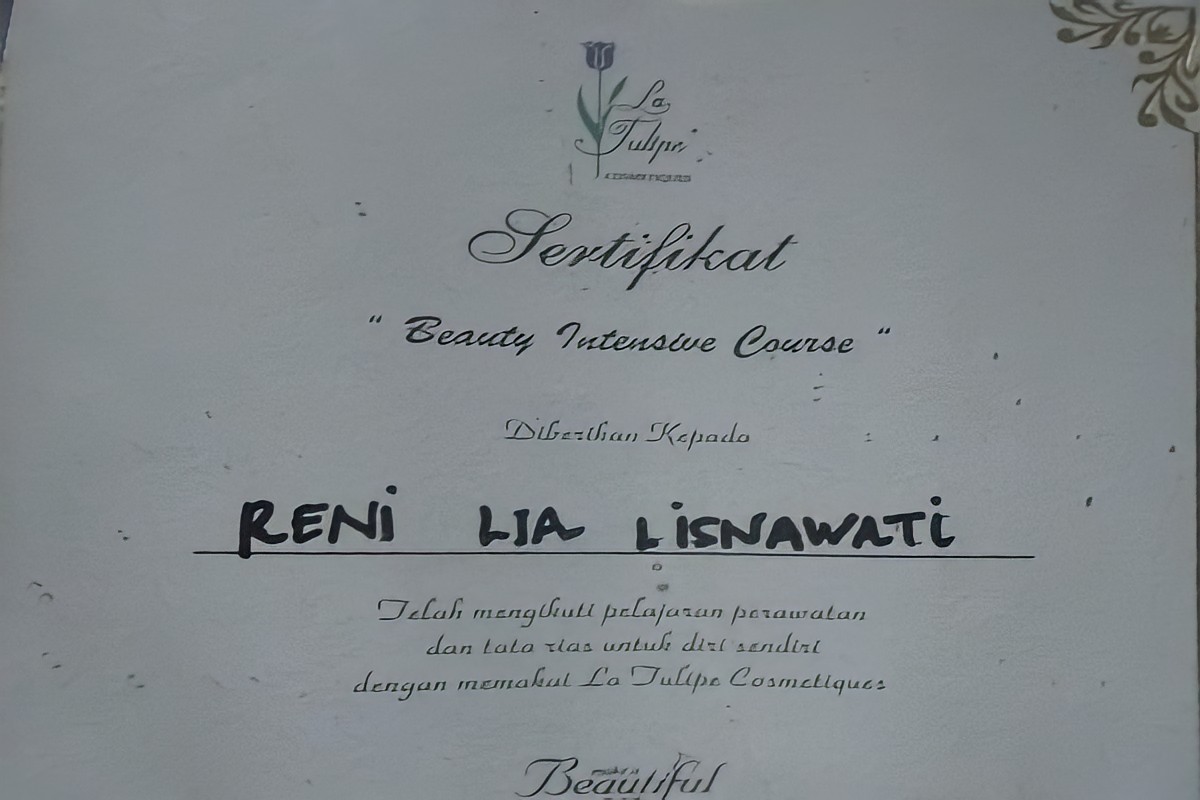 La
Tulipe
COSMETIQUES
Sertifikat
" Beauty Intensive Course "
Diberikan Kepada
RENI LIA LISNAWATI
Telah mengikuti pelajaran perawatan
dan tata rias untuk diri sendiri
dengan memakai La Tulipe Cosmetiques
Beautiful